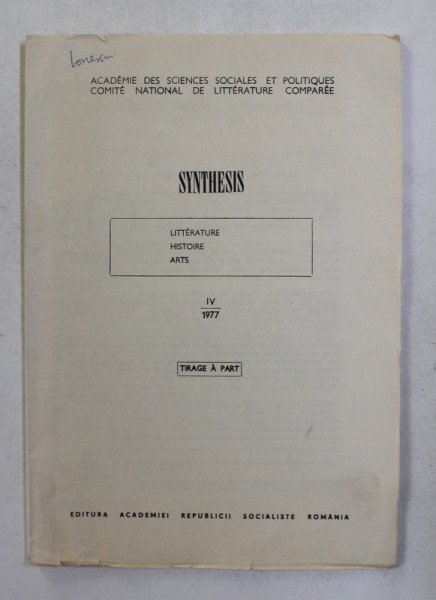 Ionescu
ACADÉMIE DES SCIENCES SOCIALES ET POLITIQUES
COMITÉ NATIONAL DE LITTÉRATURE COMPARÉE
SYNTHESIS
LITTÉRATURE
HISTOIRE
ARTS
IV
1977
TIRAGE À PART
EDITURA ACADEMIEI REPUBLICII SOCIALISTE ROMÂNIA